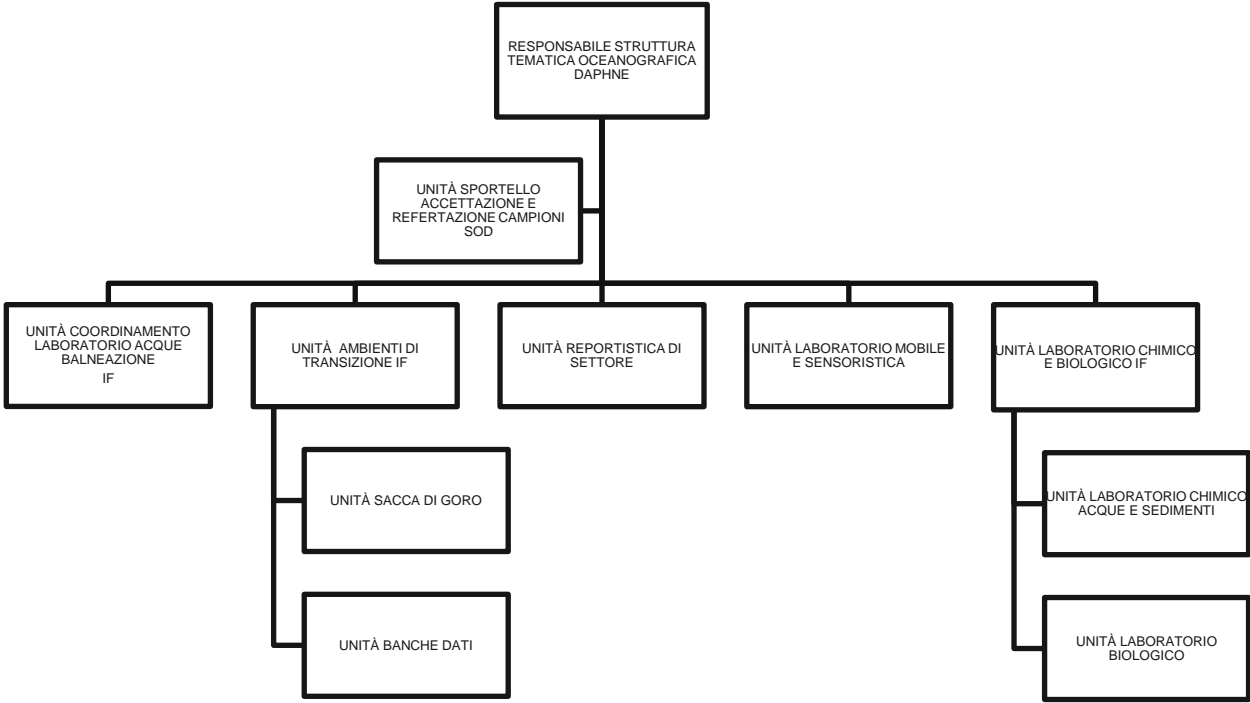 RESPONSABILE STRUTTURA
TEMATICA OCEANOGRAFICA
DAPHNE
UNITÀ SPORTELLO
ACCETTAZIONE E
REFERTAZIONE CAMPIONI
SOD
UNITÀ COORDINAMENTO
LABORATORIO ACQUE
BALNEAZIONE
IF
UNITÀ AMBIENTI DI
TRANSIZIONE IF
UNITÀ REPORTISTICA DI
SETTORE
UNITÀ LABORATORIO MOBILE
E SENSORISTICA
UNITÀ LABORATORIO CHIMICO
E BIOLOGICO IF
UNITÀ SACCA DI GORO
UNITÀ BANCHE DATI
UNITÀ LABORATORIO CHIMICO
ACQUE E SEDIMENTI
UNITÀ LABORATORIO
BIOLOGICO